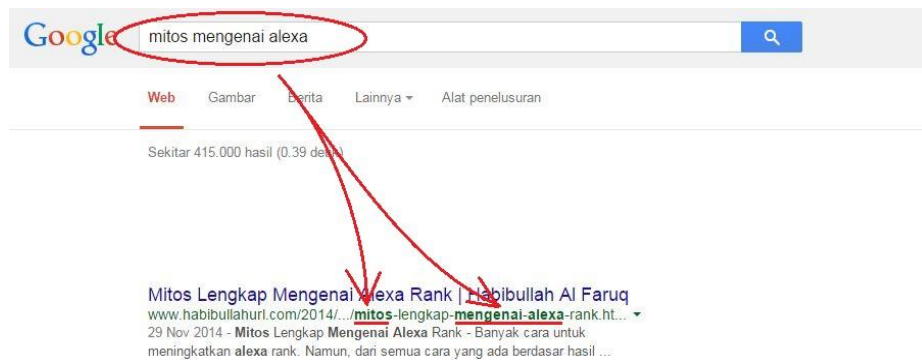 Google mitos mengenai alexa
Web Gambar Berita Lainnya Alat penelusuran
Sekitar 415.000 hasil (0.39 detik)
Mitos Lengkap Mengenai Alexa Rank | Habibullah Al Faruq
www.habibullahurl.com/2014/.../mitos-lengkap-mengenai-alexa-rank.ht...
29 Nov 2014 - Mitos Lengkap Mengenai Alexa Rank - Banyak cara untuk
meningkatkan alexa rank. Namun, dari semua cara yang ada berdasar hasil ...